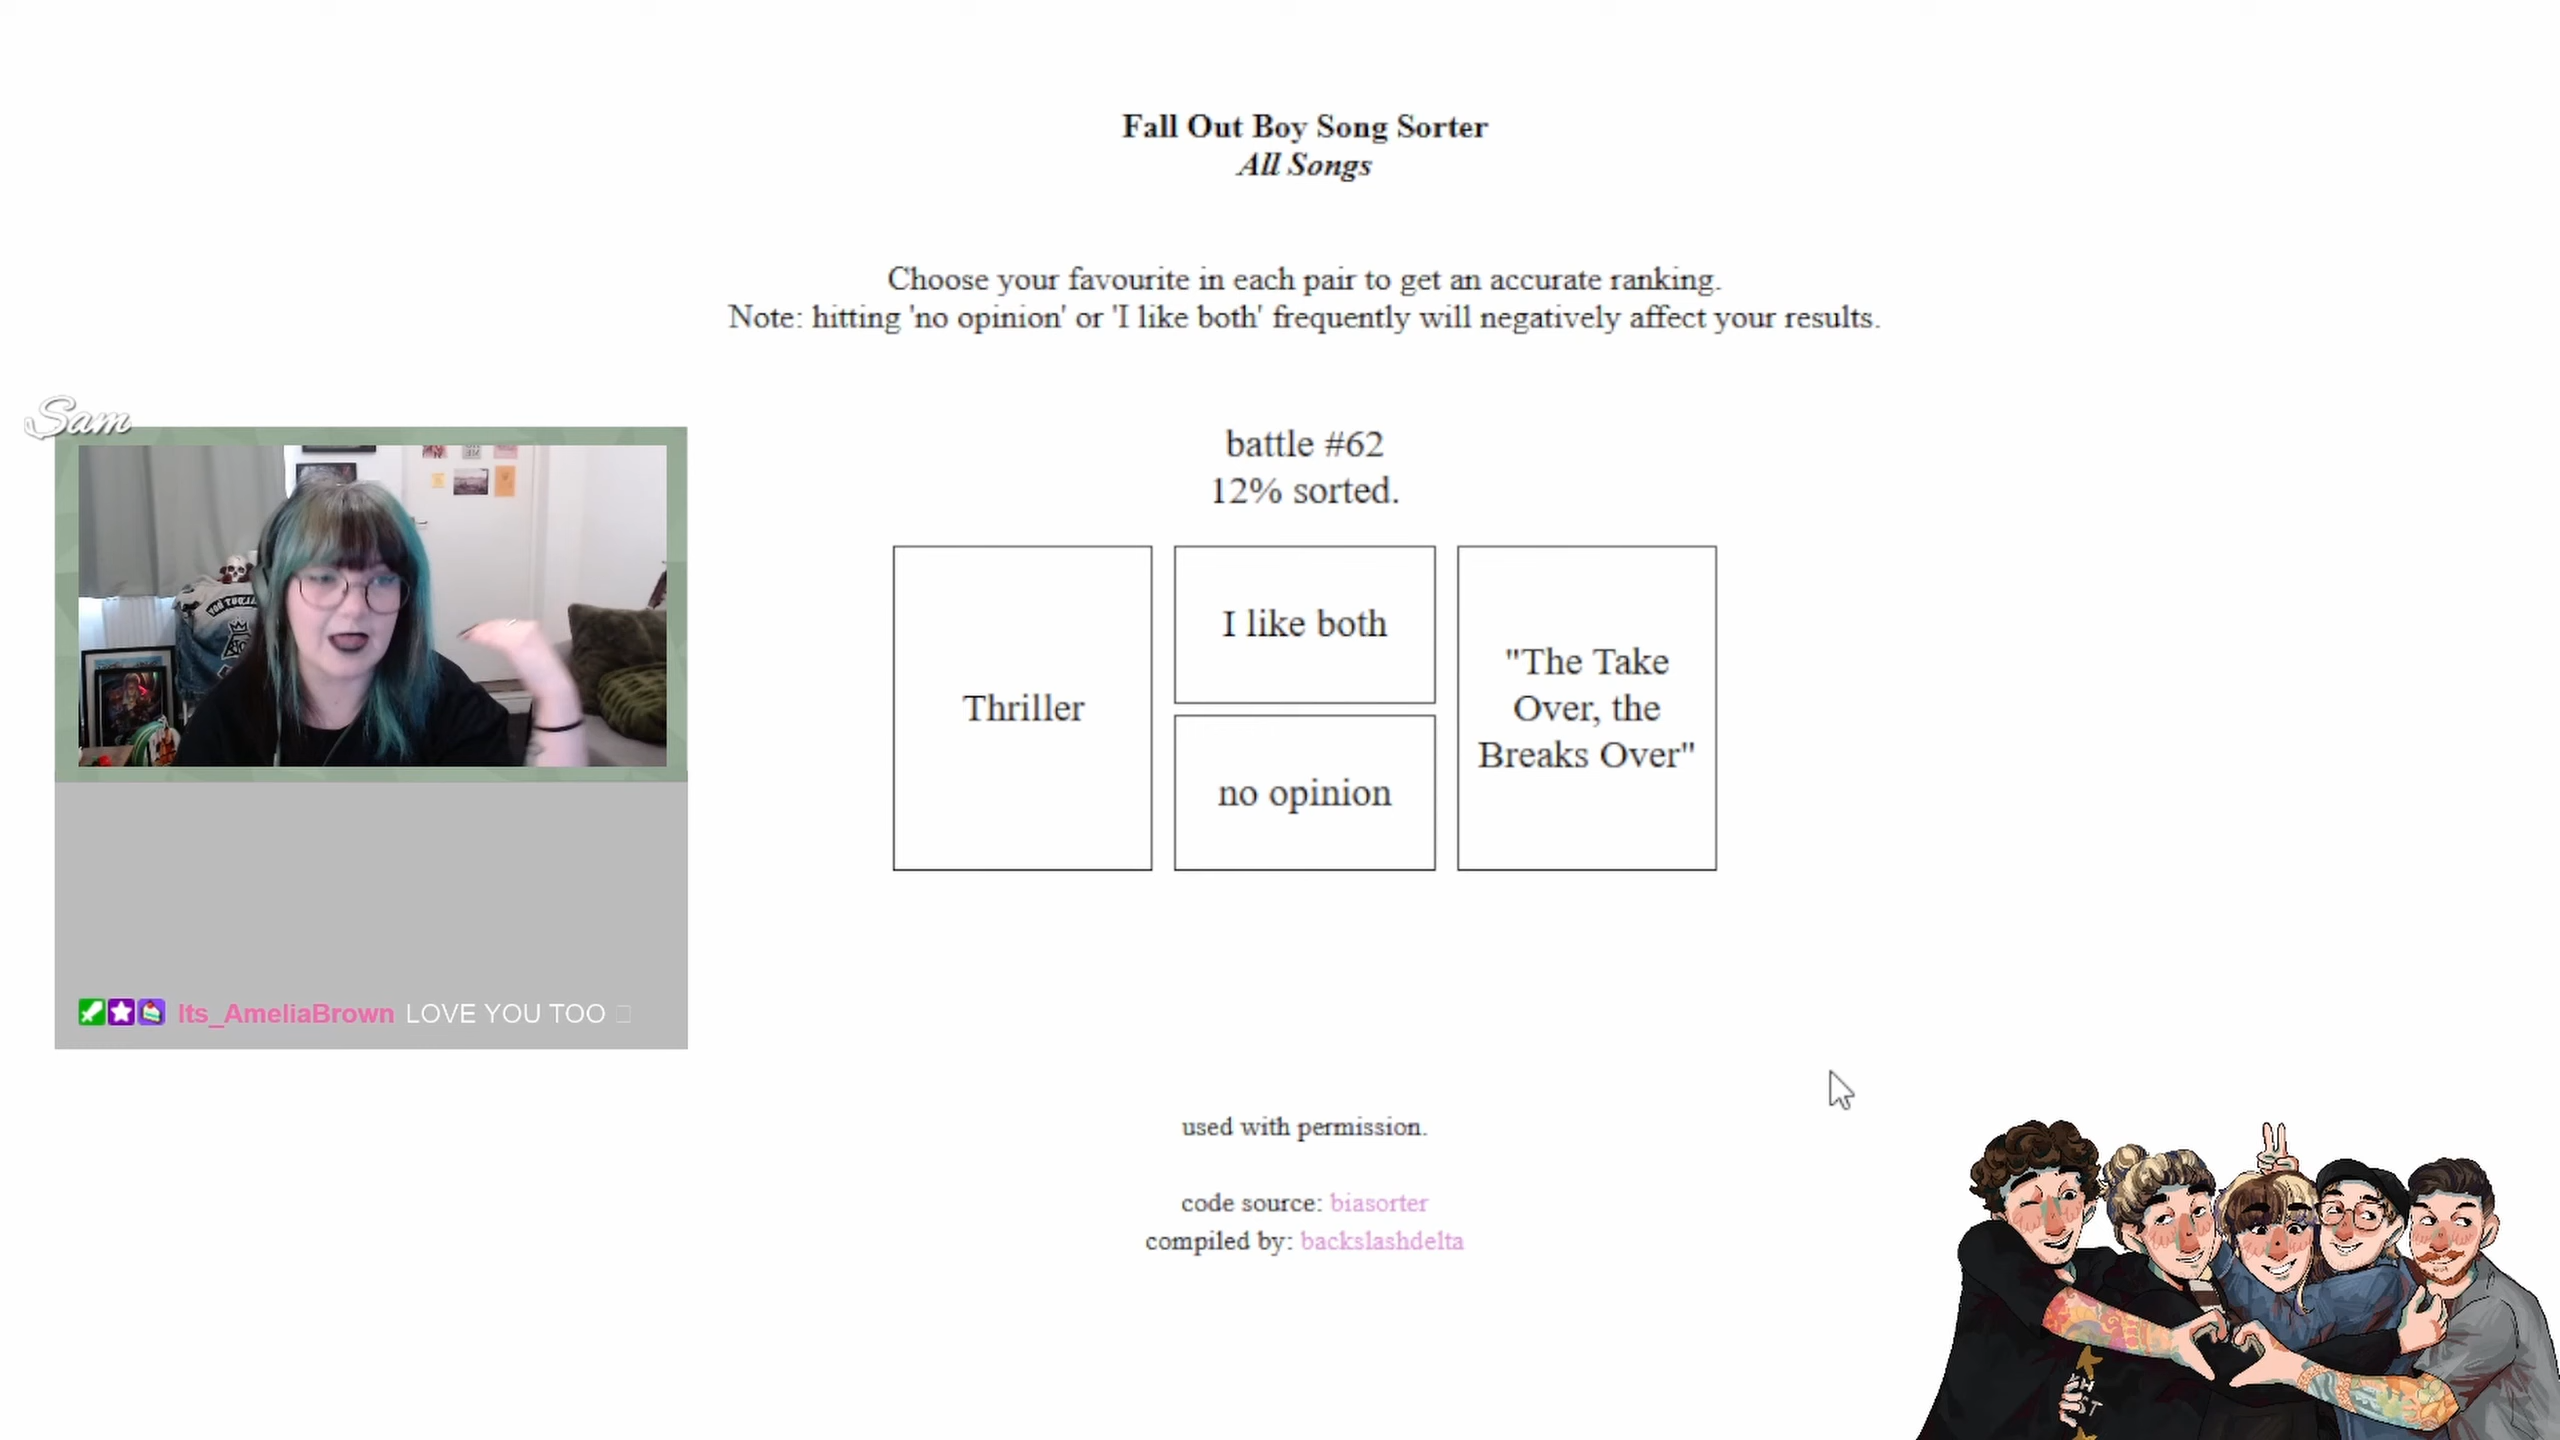 Fall Out Boy Song Sorter
All Songs
Choose your favourite in each pair to get an accurate ranking.
Note: hitting 'no opinion' or 'I like both' frequently will negatively affect your results.
Sam
battle #62
12% sorted.
Thriller
I like both
no opinion
"The Take
Over, the
Breaks Over"
Its_AmeliaBrown LOVE YOU TOO
used with permission.
code source: biasorter
compiled by: backslashdelta